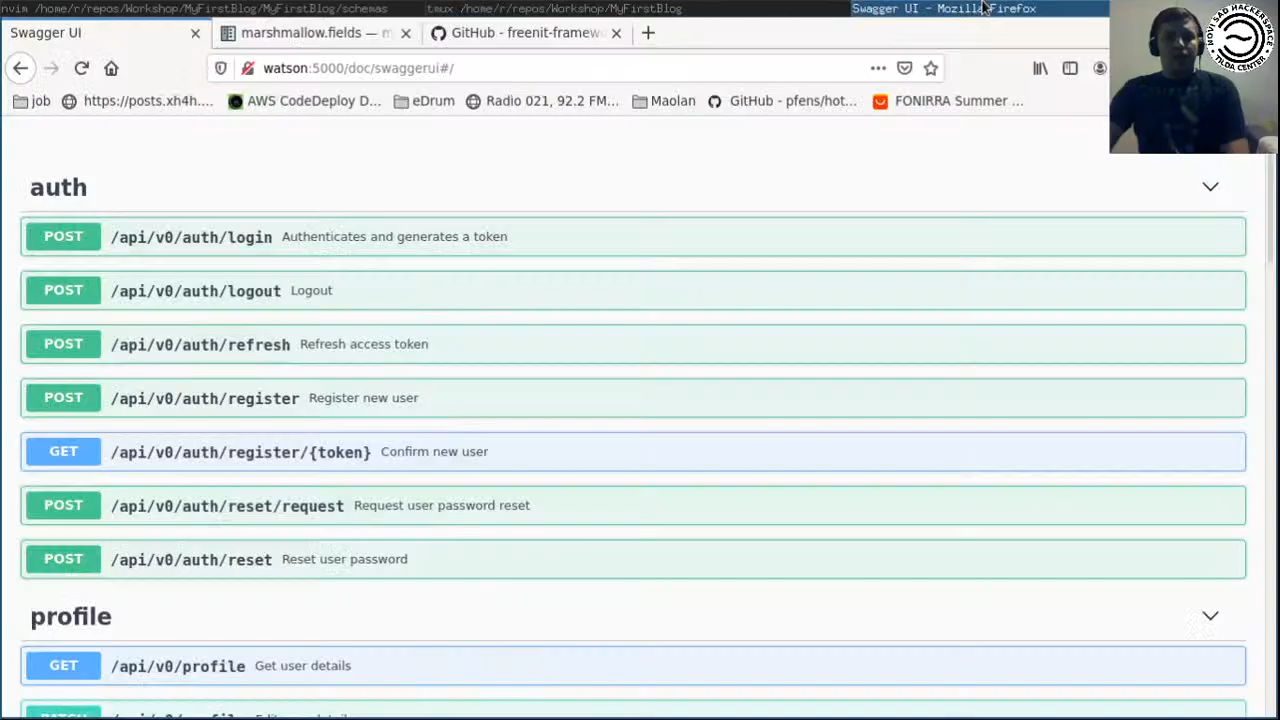 nvim /home/r/repos/Workshop/MyFirstBlog/MyFirstBlog/schemas
tmux /home/r/repos/Workshop/MyFirstBlog
Swagger UI - Mozilla Firefox
Swagger UI
marshmallow.fields — m
GitHub - freenit-framew
watson:5000/doc/swaggerui#/
job
https://posts.xh4h....
AWS CodeDeploy D...
eDrum
Radio 021, 92.2 FM...
Maolan
GitHub - pfens/hot...
FONIRRA Summer ...
NOVI SAD HACKERSPACE
TILDA CENTER
auth
POST /api/v0/auth/login Authenticates and generates a token
POST /api/v0/auth/logout Logout
POST /api/v0/auth/refresh Refresh access token
POST /api/v0/auth/register Register new user
GET /api/v0/auth/register/{token} Confirm new user
POST /api/v0/auth/reset/request Request user password reset
POST /api/v0/auth/reset Reset user password
profile
GET /api/v0/profile Get user details